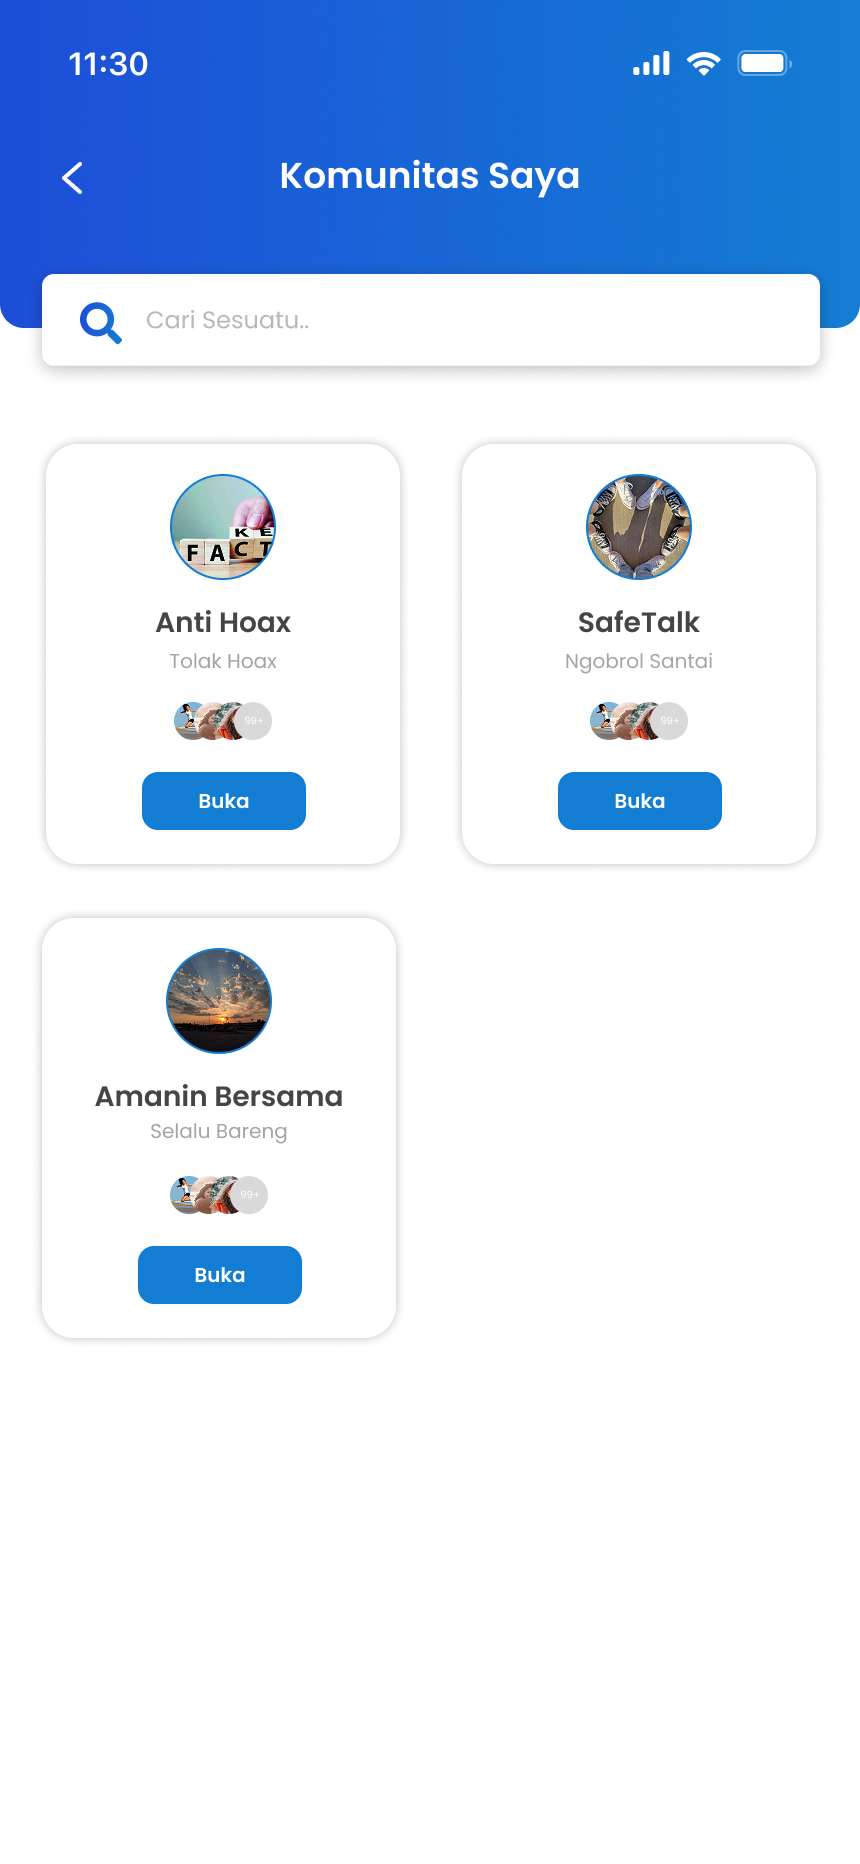 11:30
Komunitas Saya
Cari Sesuatu..
KE
FACT
Anti Hoax
Tolak Hoax
99+
Buka
SafeTalk
Ngobrol Santai
99+
Buka
Amanin Bersama
Selalu Bareng
99+
Buka